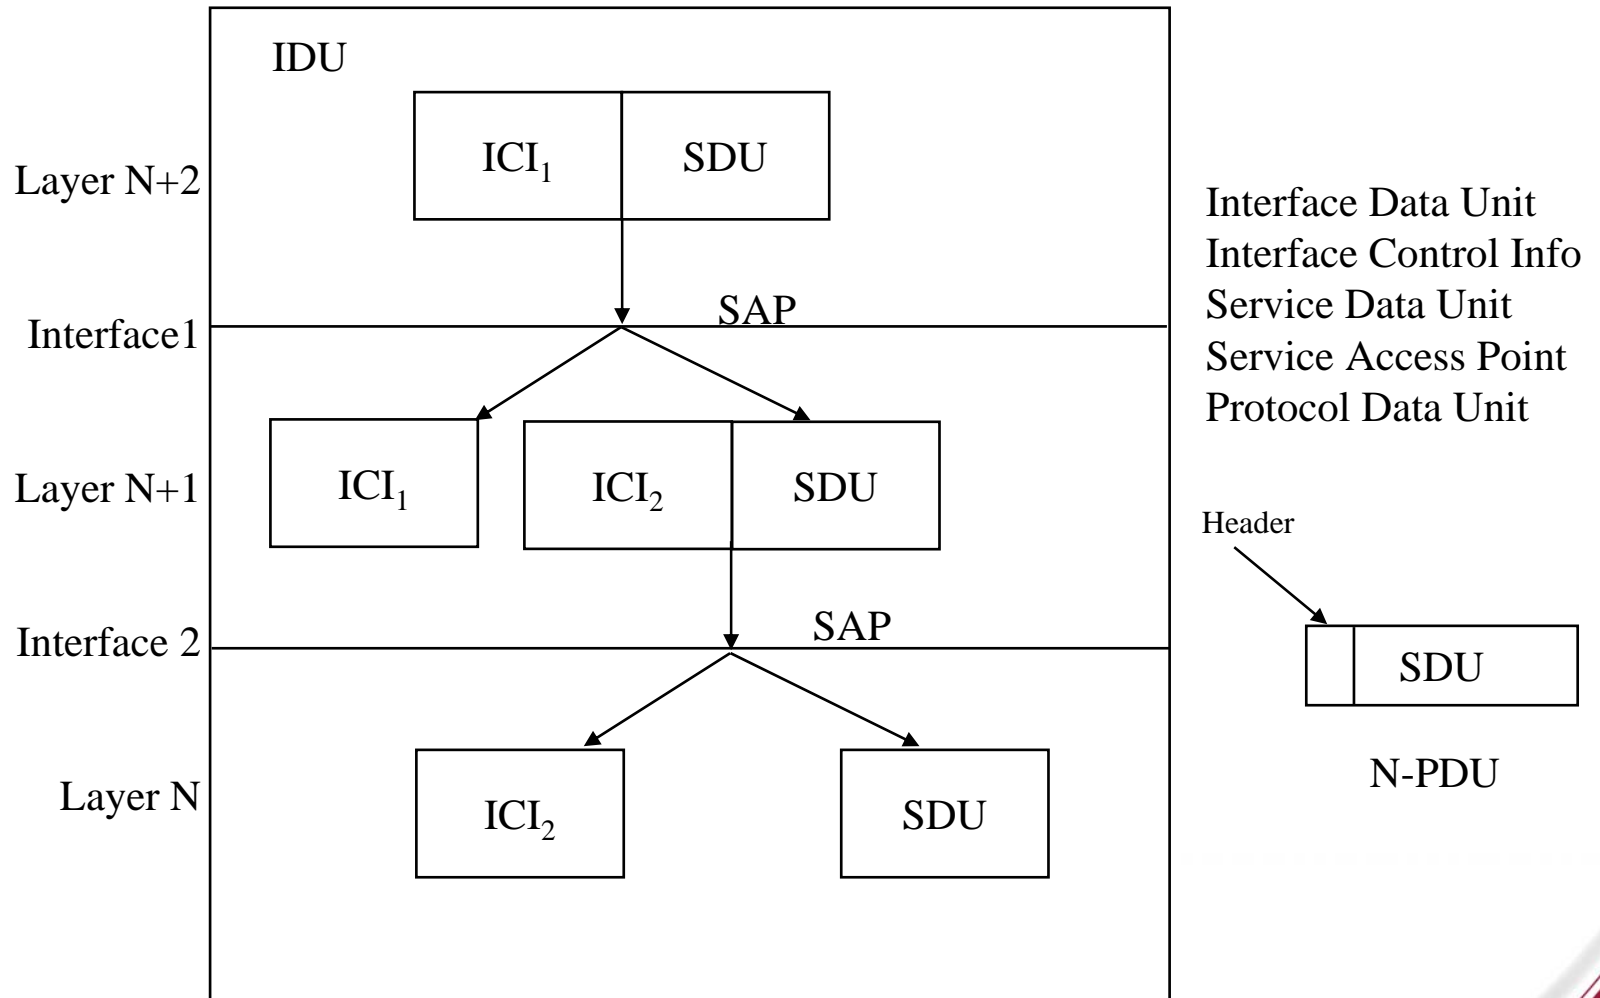 IDU
ICI₁ SDU
Layer N+2
SAP
Interface1
ICI₁ ICI₂ SDU
Layer N+1
SAP
Interface 2
ICI₂ SDU
Layer N
Interface Data Unit
Interface Control Info
Service Data Unit
Service Access Point
Protocol Data Unit
Header
SDU
N-PDU